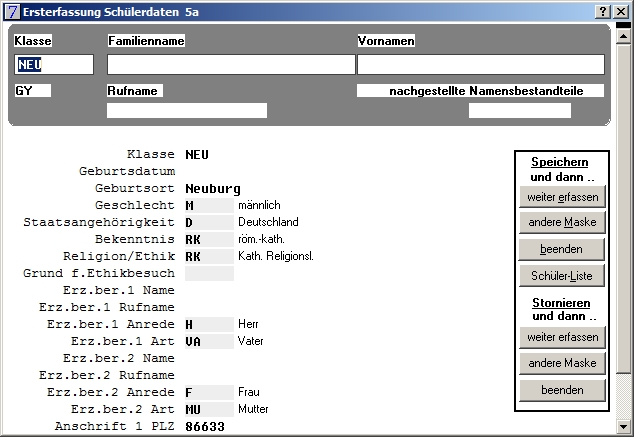 7 Ersterfassung Schülerdaten 5a
Klasse Familienname Vornamen
NEU
GY Rufname nachgestellte Namensbestandteile
Klasse NEU
Geburtsdatum
Geburtsort Neuburg
Geschlecht M männlich
Staatsangehörigkeit D Deutschland
Bekenntnis RK röm.-kath.
Religion/Ethik RK Kath. Religionsl.
Grund f.Ethikbesuch
Erz.ber.1 Name
Erz.ber.1 Rufname
Erz.ber.1 Anrede H Herr
Erz.ber.1 Art VA Vater
Erz.ber.2 Name
Erz.ber.2 Rufname
Erz.ber.2 Anrede F Frau
Erz.ber.2 Art MU Mutter
Anschrift 1 PLZ 86633
Speichern
und dann ..
weiter erfassen
andere Maske
beenden
Schüler-Liste
Stornieren
und dann ..
weiter erfassen
andere Maske
beenden